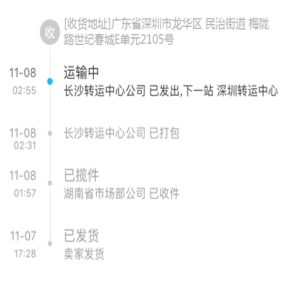 收
[收货地址]广东省深圳市龙华区 民治街道 梅陇
路世纪春城E单元2105号
11-08
02:55
运输中
长沙转运中心公司 已发出,下一站 深圳转运中心
11-08
02:31
长沙转运中心公司 已打包
11-08
01:57
已揽件
湖南省市场部公司 已收件
11-07
17:28
已发货
卖家发货